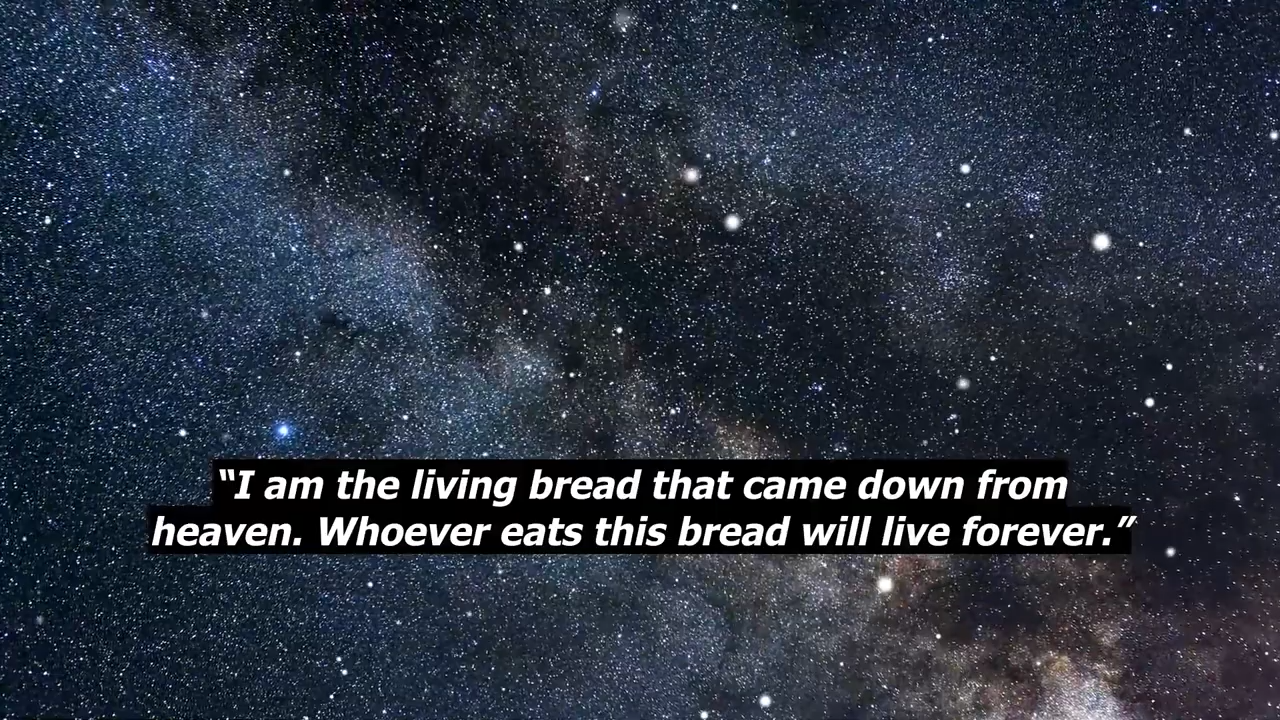 “I am the living bread that came down from
heaven. Whoever eats this bread will live forever.”